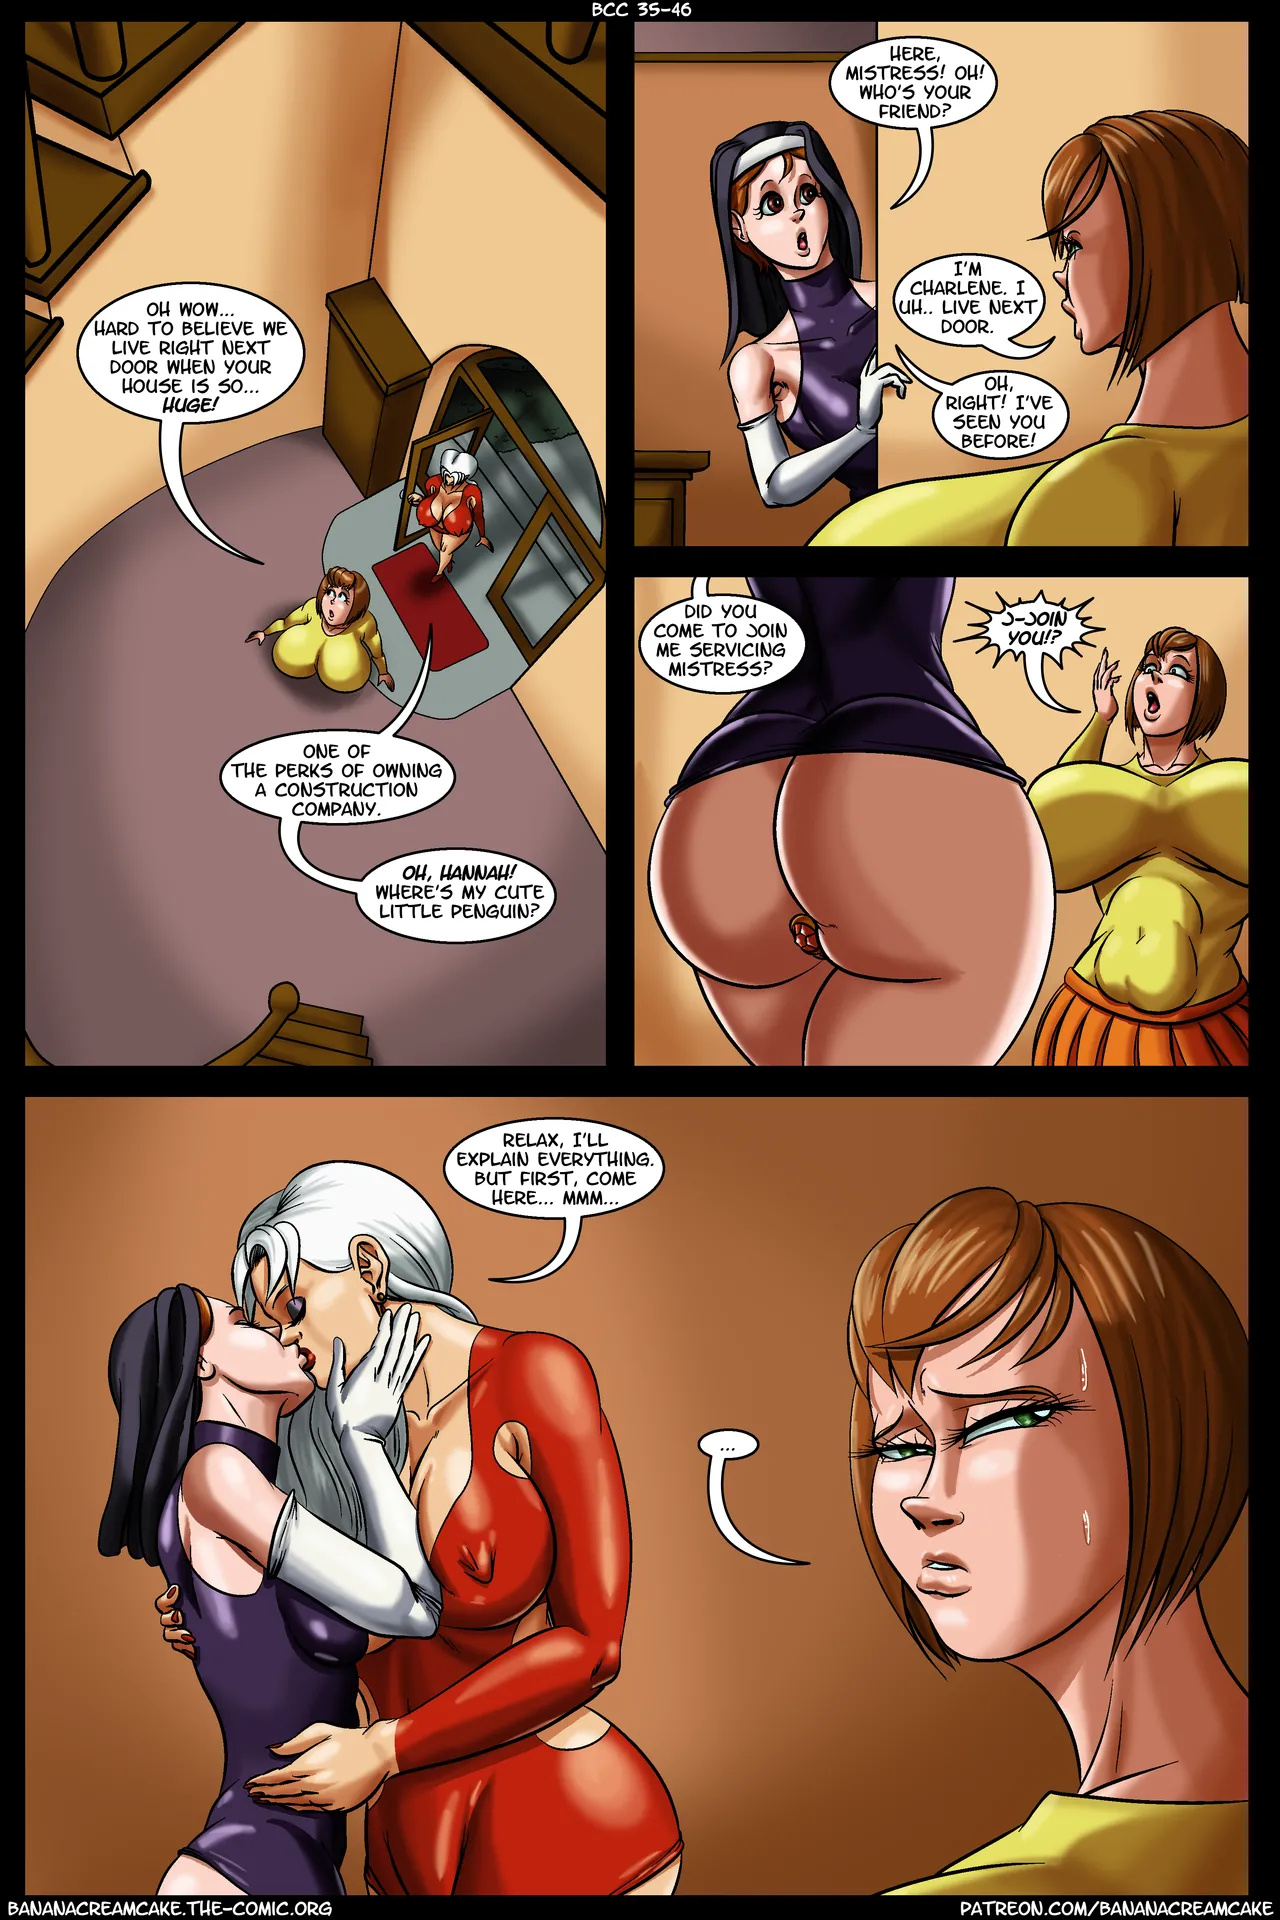 BCC 35-46
OH WOW...
HARD TO BELIEVE WE
LIVE RIGHT NEXT
DOOR WHEN YOUR
HOUSE IS SO...
HUGE!
ONE OF
THE PERKS OF OWNING
A CONSTRUCTION
COMPANY.
OH, HANNAH!
WHERE'S MY CUTE
LITTLE PENGUIN?
HERE,
MISTRESS! OH!
WHO'S YOUR
FRIEND?
I'M
CHARLENE. I
UH.. LIVE NEXT
DOOR.
OH,
RIGHT! I'VE
SEEN YOU
BEFORE!
DID YOU
COME TO JOIN
ME SERVICING
MISTRESS?
J-JOIN
YOU!?
RELAX, I'LL
EXPLAIN EVERYTHING.
BUT FIRST, COME
HERE... MMM...
...
BANANACREAMCAKE.THE-COMIC.ORG
PATREON.COM/BANANACREAMCAKE